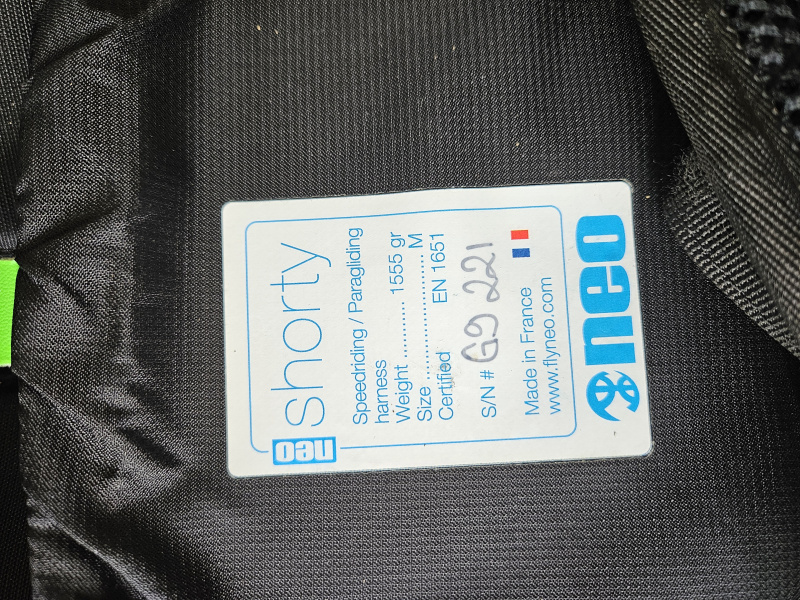 neo
shorty
Speedriding / Paragliding
harness
Weight ............ 1555 gr
Size ........................ M
Certified EN 1651
S/N # G9 221
Made in France
www.flyneo.com
neo